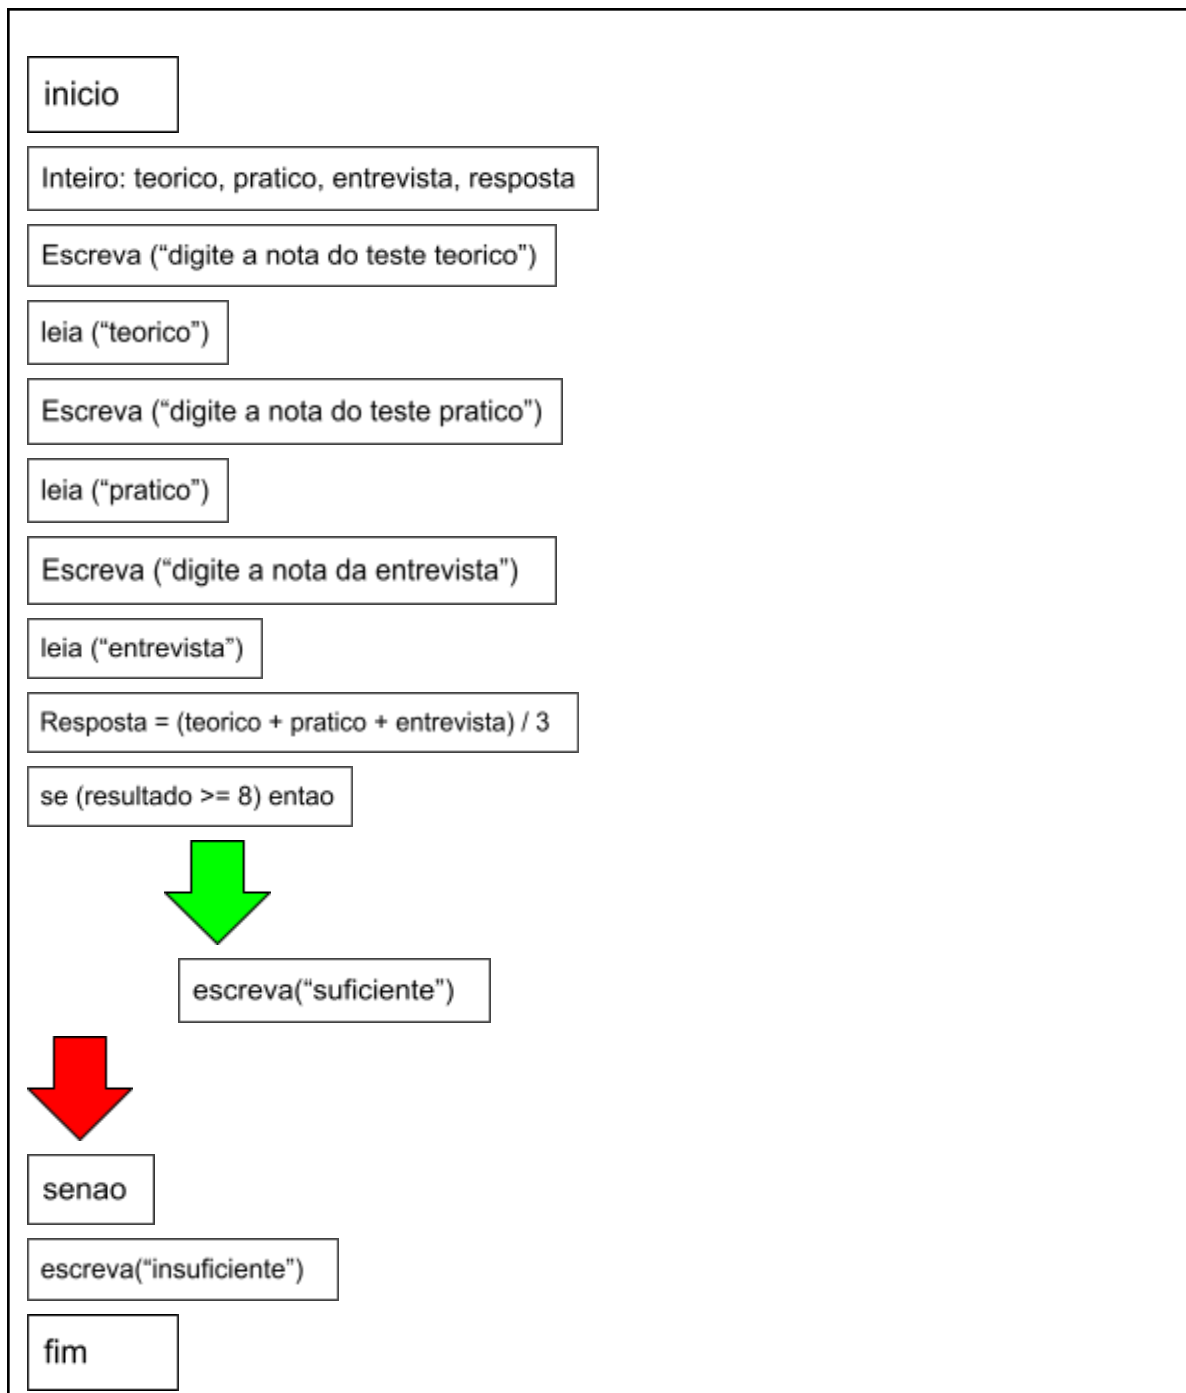 inicio
Inteiro: teorico, pratico, entrevista, resposta
Escreva (“digite a nota do teste teorico”)
leia (“teorico”)
Escreva (“digite a nota do teste pratico”)
leia (“pratico”)
Escreva (“digite a nota da entrevista”)
leia (“entrevista”)
Resposta = (teorico + pratico + entrevista) / 3
se (resultado >= 8) entao
escreva(“suficiente”)
senao
escreva(“insuficiente”)
fim